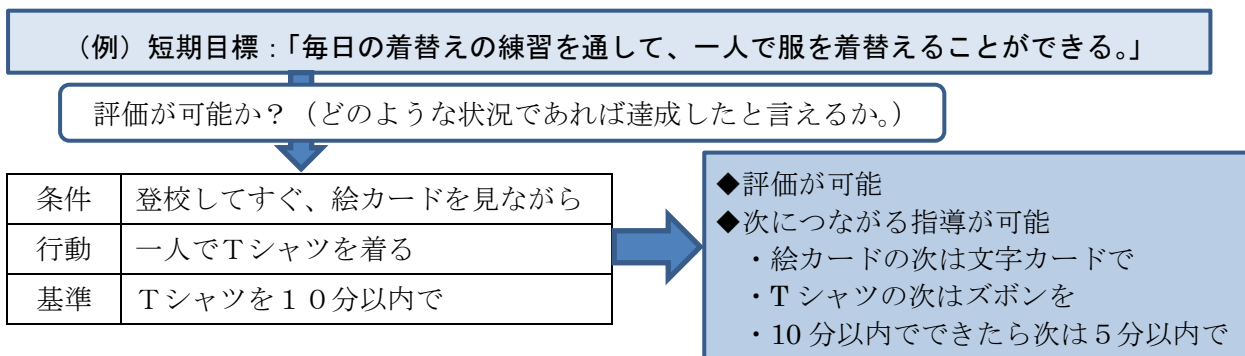 （例）短期目標：「毎日の着替えの練習を通して、一人で服を着替えることができる。」
評価が可能か？（どのような状況であれば達成したと言えるか。）
条件 登校してすぐ、絵カードを見ながら
行動 一人でＴシャツを着る
基準 Ｔシャツを１０分以内で
◆評価が可能
◆次につながる指導が可能
・絵カードの次は文字カードで
・T シャツの次はズボンを
・10 分以内でできたら次は５分以内で